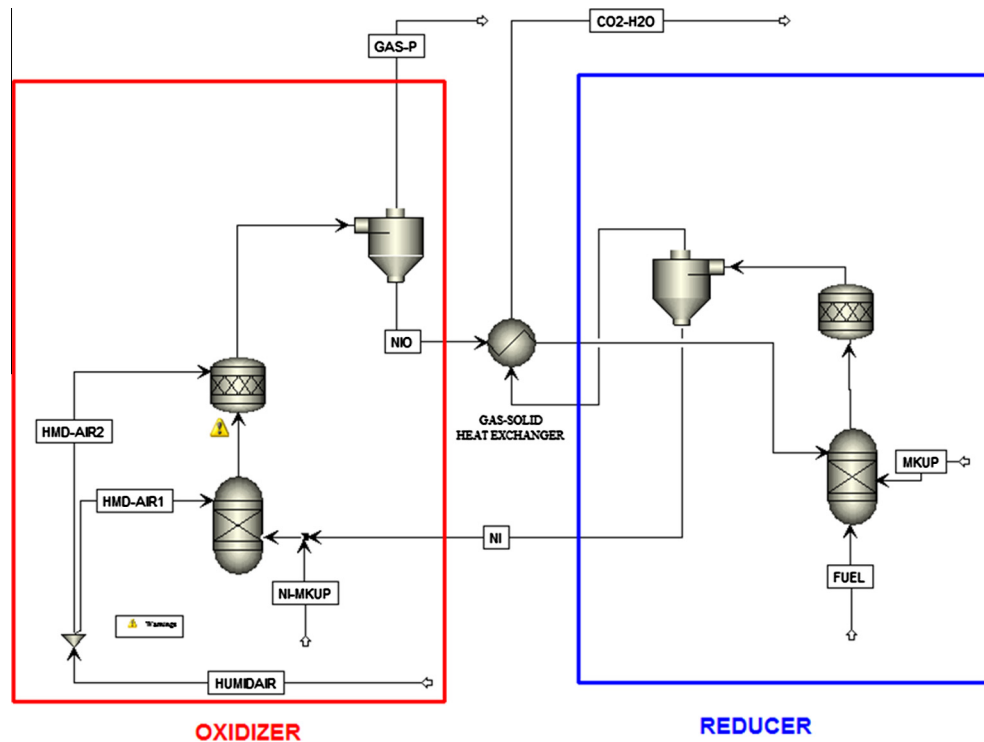 CO2-H2O
GAS-P
NIO
GAS-SOLID
HEAT EXCHANGER
HMD-AIR2
HMD-AIR1
MKUP
NI
FUEL
NI-MKUP
Warnings
HUMIDAIR
OXIDIZER
REDUCER